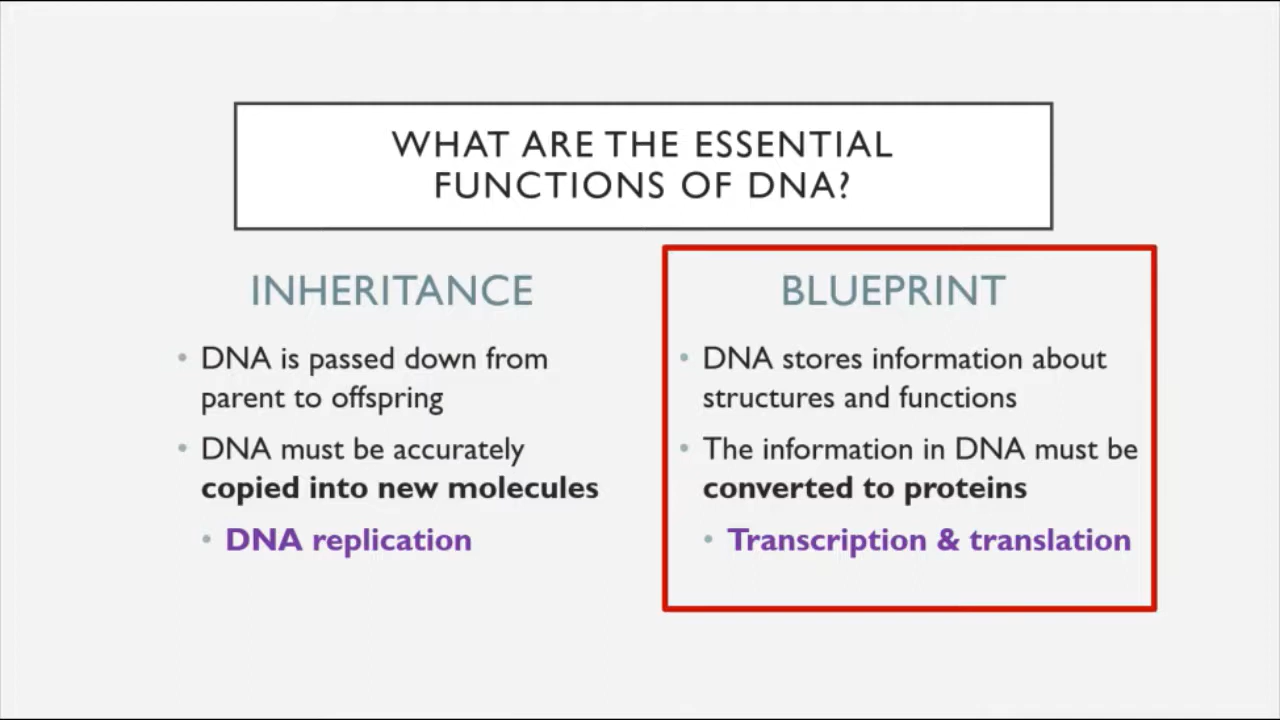 WHAT ARE THE ESSENTIAL
FUNCTIONS OF DNA?
INHERITANCE
• DNA is passed down from
parent to offspring
• DNA must be accurately
copied into new molecules
• DNA replication
BLUEPRINT
• DNA stores information about
structures and functions
• The information in DNA must be
converted to proteins
• Transcription & translation